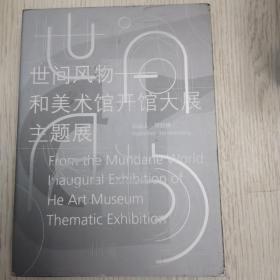 世间风物
和美术馆开馆大展
主题展
From the Mundane World
Inaugural Exhibition of
He Art Museum
Thematic Exhibition